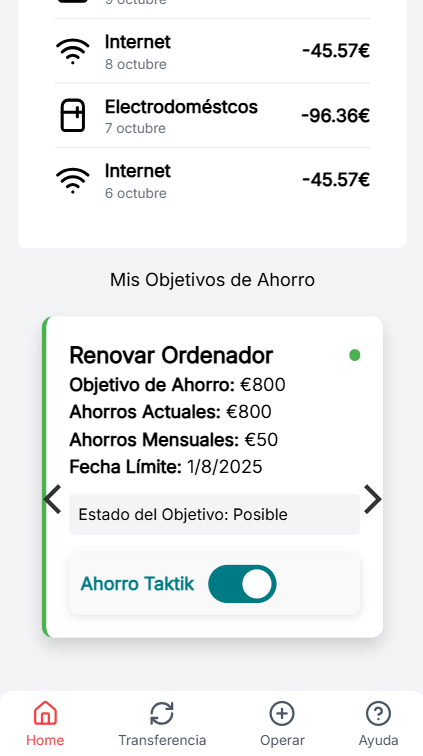 9 octubre
Internet
-45.57€
8 octubre
Electrodoméstcos
-96.36€
7 octubre
Internet
-45.57€
6 octubre
Mis Objetivos de Ahorro
Renovar Ordenador
Objetivo de Ahorro: €800
Ahorros Actuales: €800
Ahorros Mensuales: €50
Fecha Límite: 1/8/2025
Estado del Objetivo: Posible
Ahorro Taktik
Home Transferencia Operar Ayuda